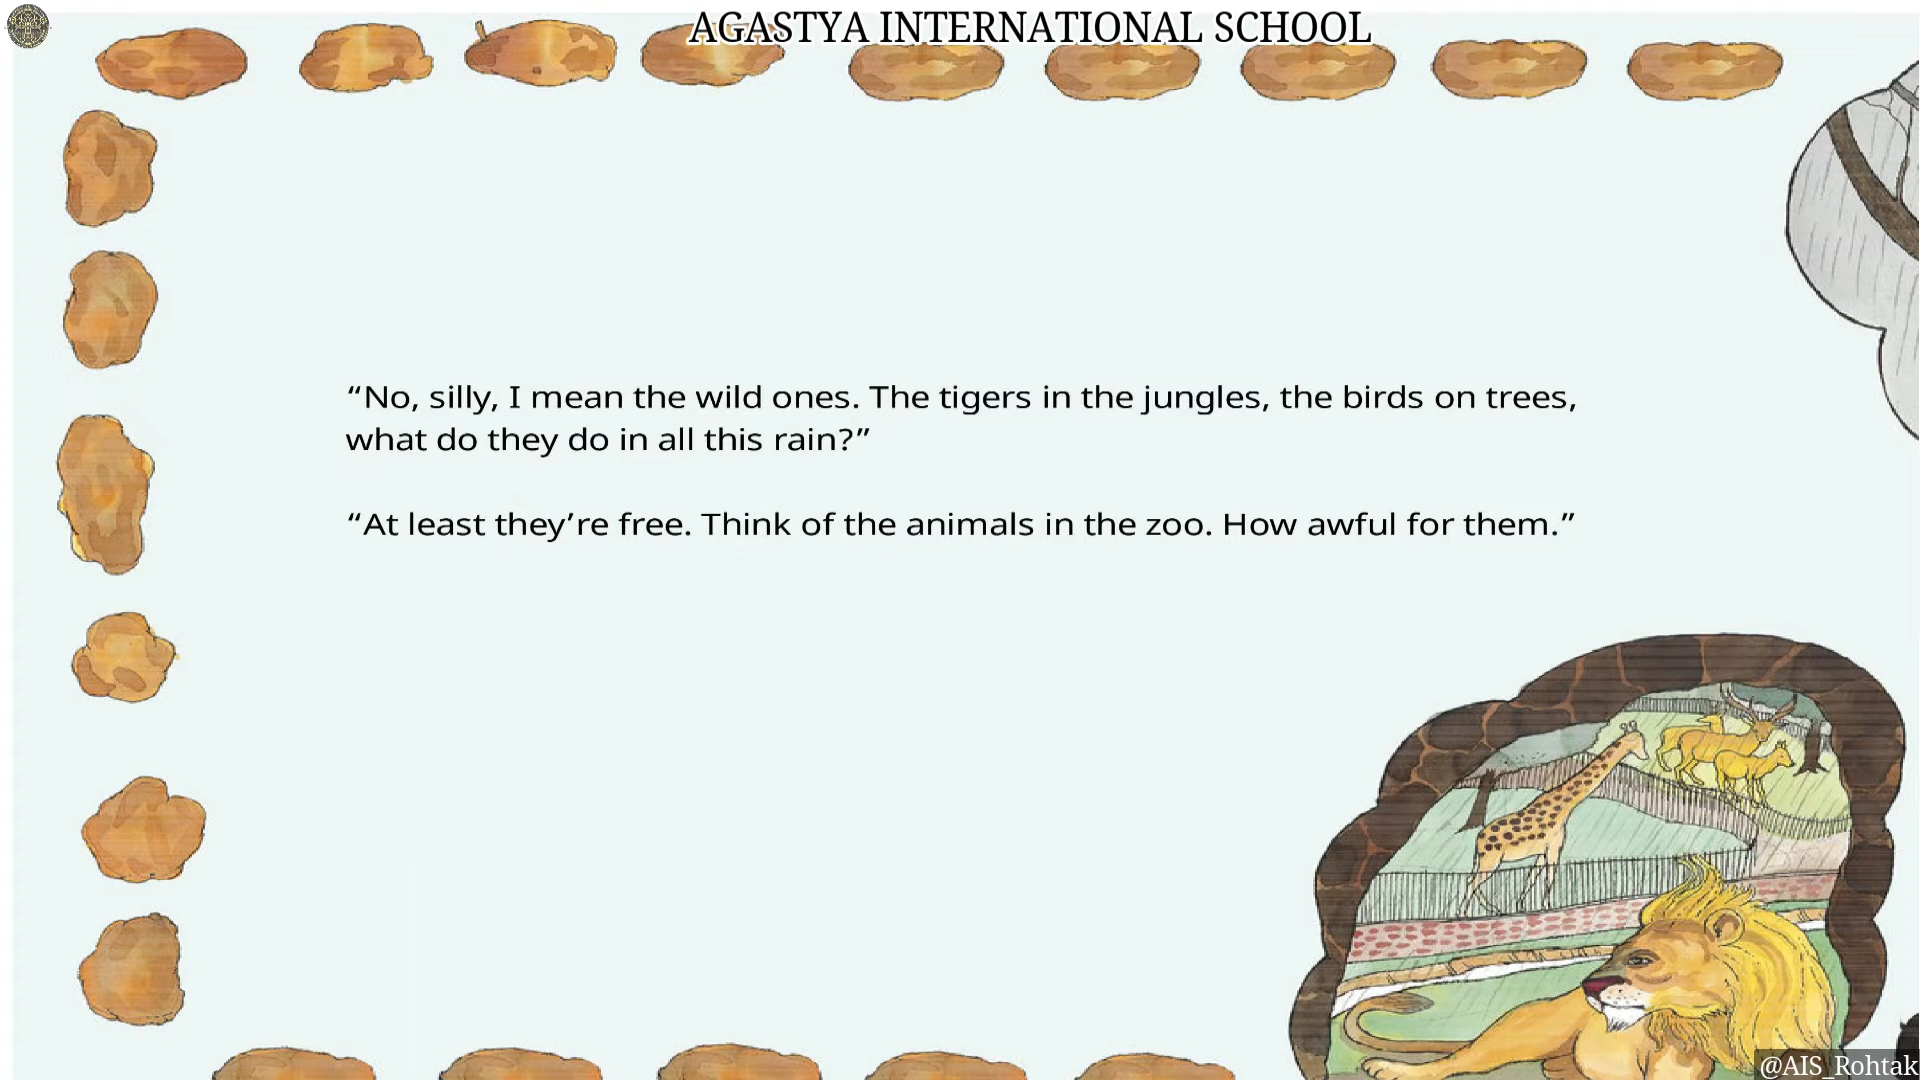 AGASTYA INTERNATIONAL SCHOOL
“No, silly, I mean the wild ones. The tigers in the jungles, the birds on trees,
what do they do in all this rain?”
“At least they’re free. Think of the animals in the zoo. How awful for them.”
@AIS_Rohtak